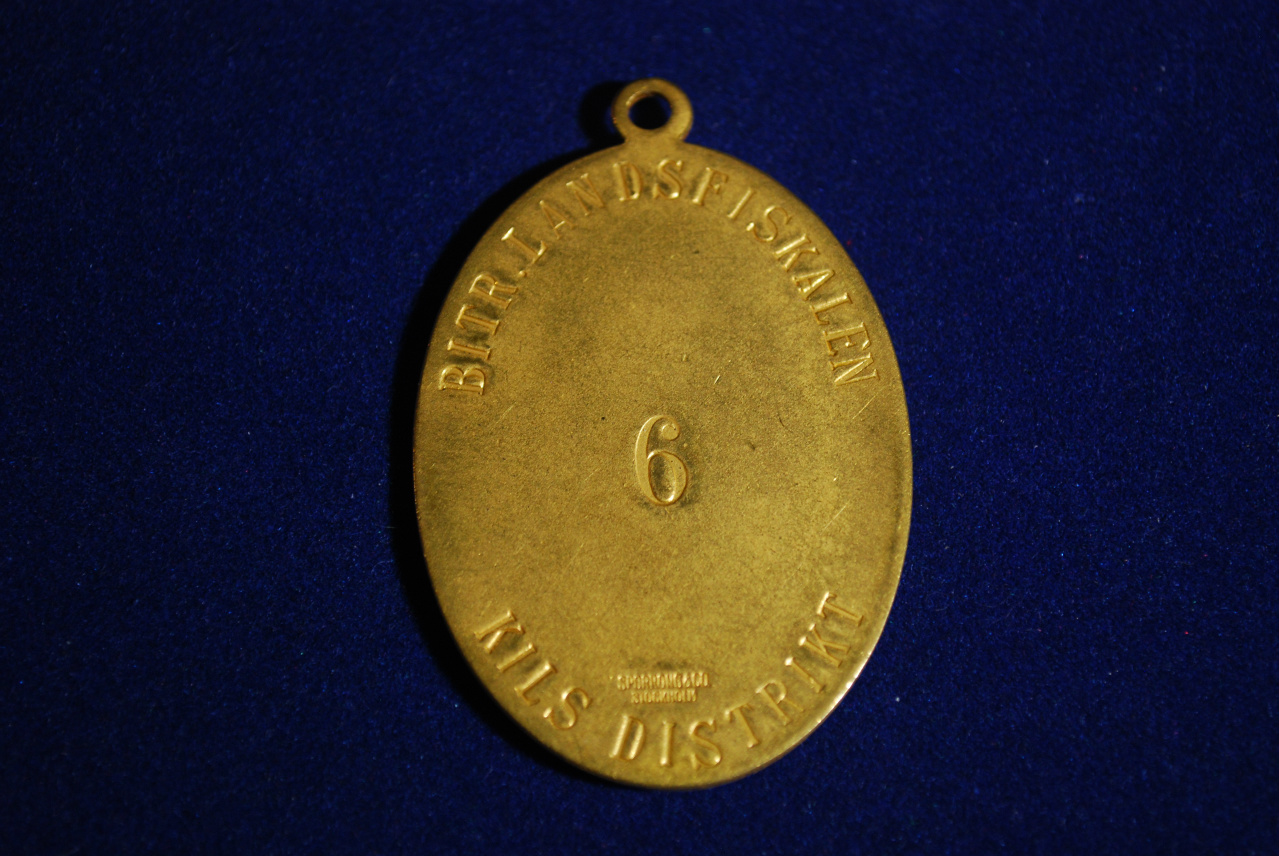 BITR. LANDSFISKALEN
6
SPORRONG & CO
STOCKHOLM
KILS DISTRIKT